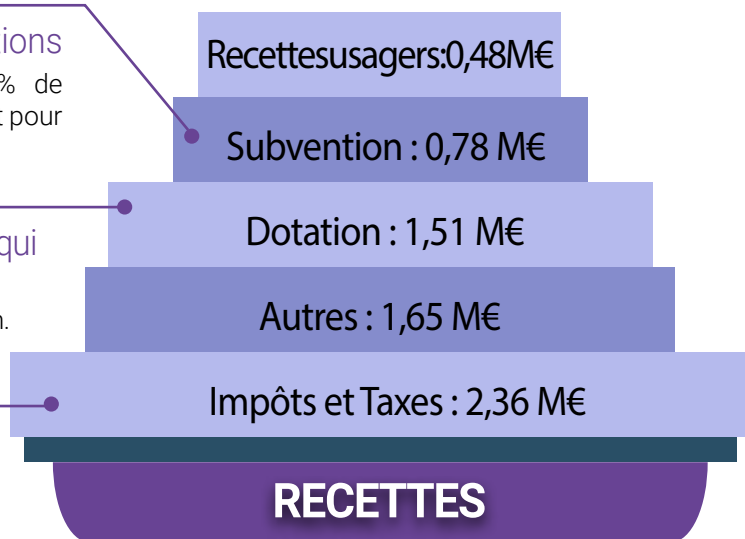 tions
% de
t pour
qui
n.
Recettesusagers:0,48M€
Subvention : 0,78 M€
Dotation : 1,51 M€
Autres : 1,65 M€
Impôts et Taxes : 2,36 M€
RECETTES